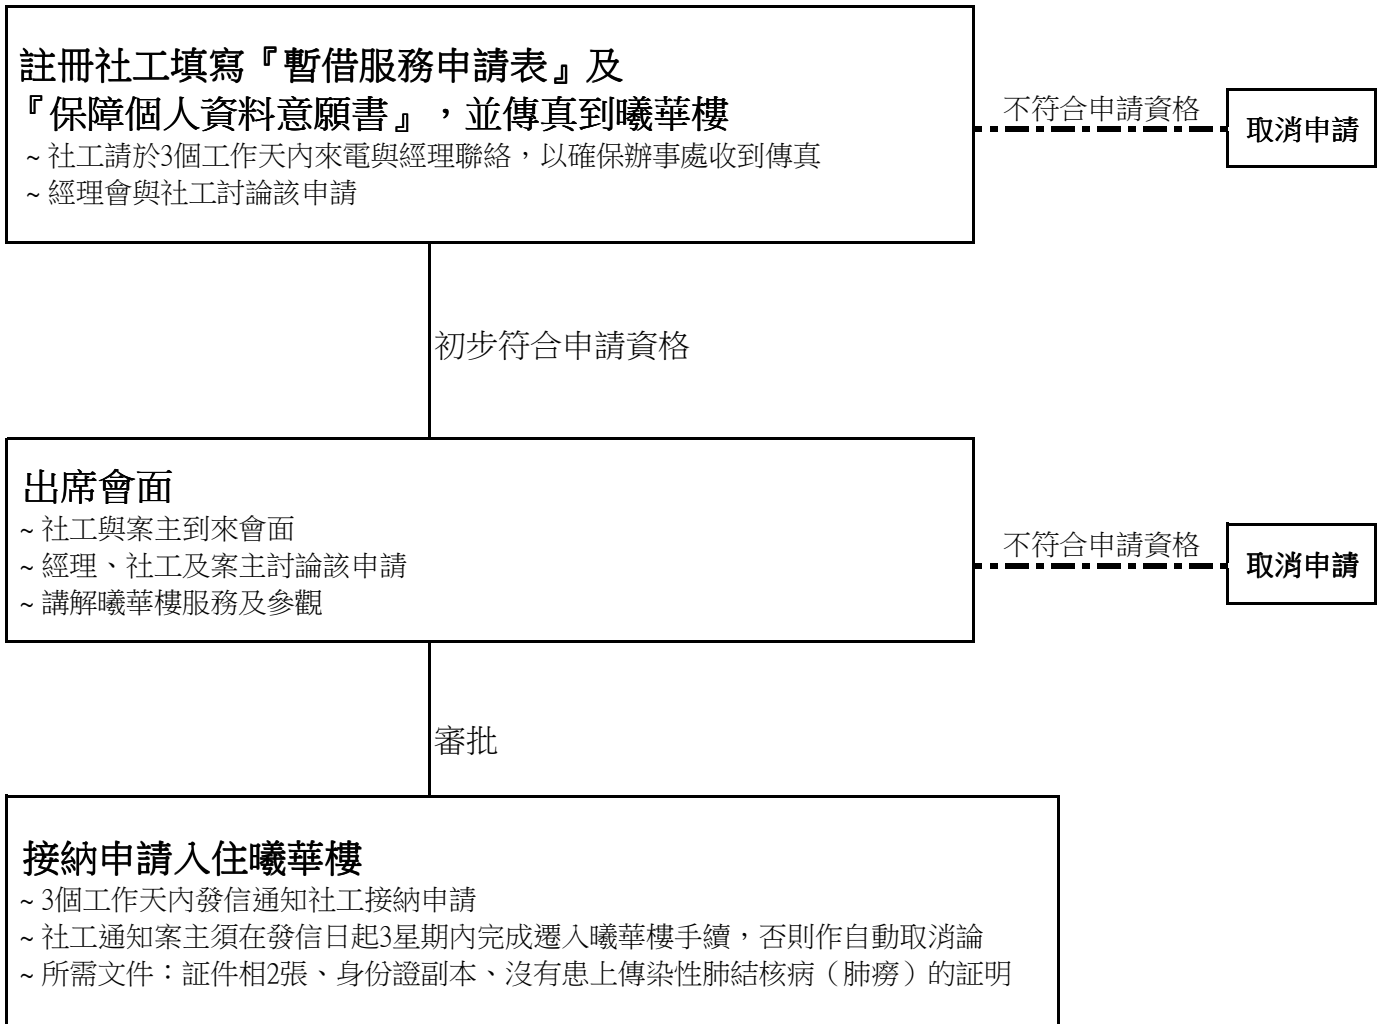 註冊社工填寫『暫借服務申請表』及
『保障個人資料意願書』，並傳真到曦華樓
~ 社工請於3個工作天內來電與經理聯絡，以確保辦事處收到傳真
~ 經理會與社工討論該申請
不符合申請資格
取消申請
初步符合申請資格
出席會面
~ 社工與案主到來會面
~ 經理、社工及案主討論該申請
~ 講解曦華樓服務及參觀
不符合申請資格
取消申請
審批
接納申請入住曦華樓
~ 3個工作天內發信通知社工接納申請
~ 社工通知案主須在發信日起3星期內完成遷入曦華樓手續，否則作自動取消論
~ 所需文件：証件相2張、身份證副本、沒有患上傳染性肺結核病（肺癆）的証明